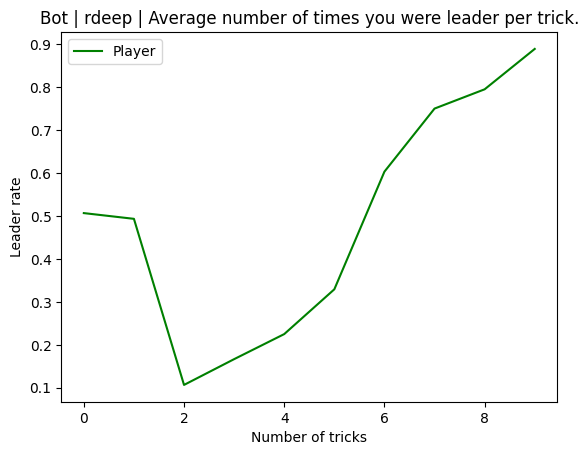 Bot | rdeep | Average number of times you were leader per trick.
Player
Leader rate
0.9
0.8
0.7
0.6
0.5
0.4
0.3
0.2
0.1
0 2 4 6 8
Number of tricks